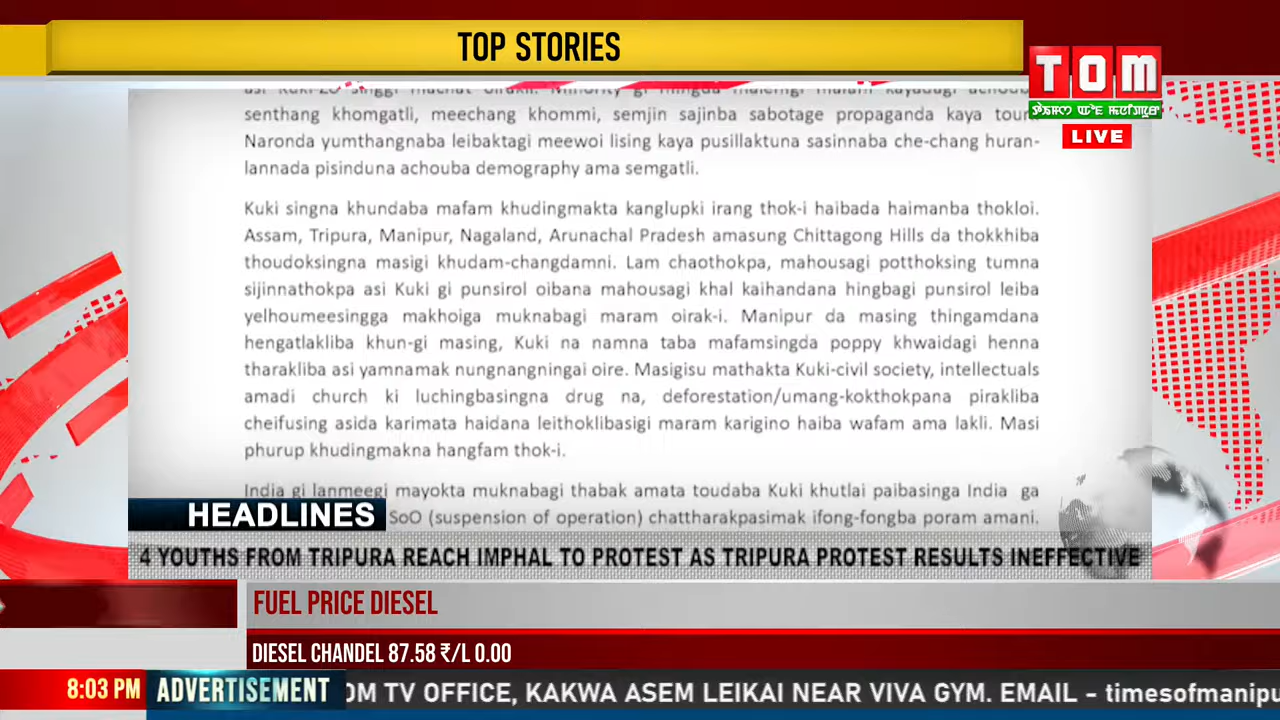 TOP STORIES
TOM
LIVE
senthang khonnetli, meechang khommi, semjin sajinba sabotage propaganda kaya
Naronda yumthangnaba leibaktagi meewoi lising kaya pusillaktuna sasinnaba che-chang huran-
lannada pisinduna achouba demography ama semgatli.
Kuki singna khundaba mafam khudingmakta kanglupki irang thok-i haibada haimanba thokloi.
Assam, Tripura, Manipur, Nagaland, Arunachal Pradesh amasung Chittagong Hills da thokkhiba
thoudoksingna masigi khudam-changdamni. Lam chaothokpa, mahousagi potthoksing tumna
sijinnathokpa asi Kuki gi punsirol oibana mahousagi khal kaihandana hingbagi punsirol leiba
yelhoumeesingga makhoiga muknabagi maram oirak-i. Manipur da masing thingamdana
hengatlakliba khun-gi masing, Kuki na namna taba mafamsingda poppy khwaidagi henna
tharakliba asi yamnamak nungnangningai oire. Masigisu mathakta Kuki-civil society, intellectuals
amadi church ki luchingbasingna drug na, deforestation/umang-kokthokpana pirakliba
cheifusing asida karimata haidana leithoklibasigi maram karigino haiba wafam ama lakli. Masi
phurup khudingmakna hangfam thok-i.
India gi lanmeegi mayokta muknabagi thabak amata toudaba Kuki khutlai paibasinga India ga
SoO (suspension of operation) chattharakpasimak ifong-fongba poram amani.
HEADLINES
4 YOUTHS FROM TRIPURA REACH IMPHAL TO PROTEST AS TRIPURA PROTEST RESULTS INEFFECTIVE
FUEL PRICE DIESEL
DIESEL CHANDEL 87.58 ₹/L 0.00
8:03 PM
ADVERTISEMENT
OM TV OFFICE, KAKWA ASEM LEIKAI NEAR VIVA GYM. EMAIL – timesofmanipu